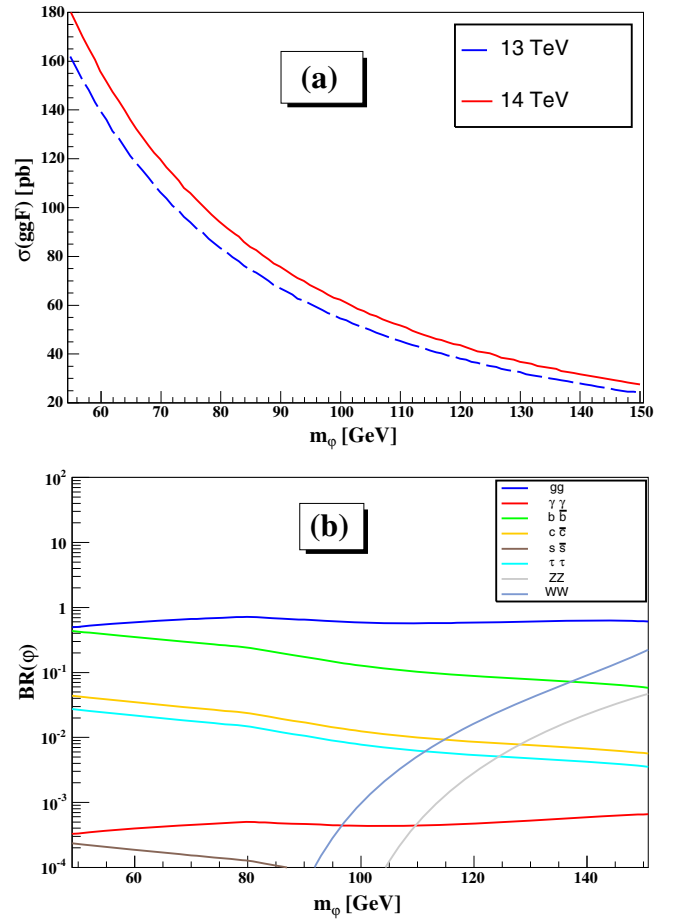 180
160
140
120
100
80
60
40
20
σ(ggF) [pb]
(a)
13 TeV
14 TeV
60 70 80 90 100 110 120 130 140 150
m_φ [GeV]
10²
10
1
10⁻¹
10⁻²
10⁻³
10⁻⁴
BR(φ)
(b)
gg
γ γ
b b̅
c c̅
s s̅
τ τ
ZZ
WW
60 80 100 120 140
m_φ [GeV]